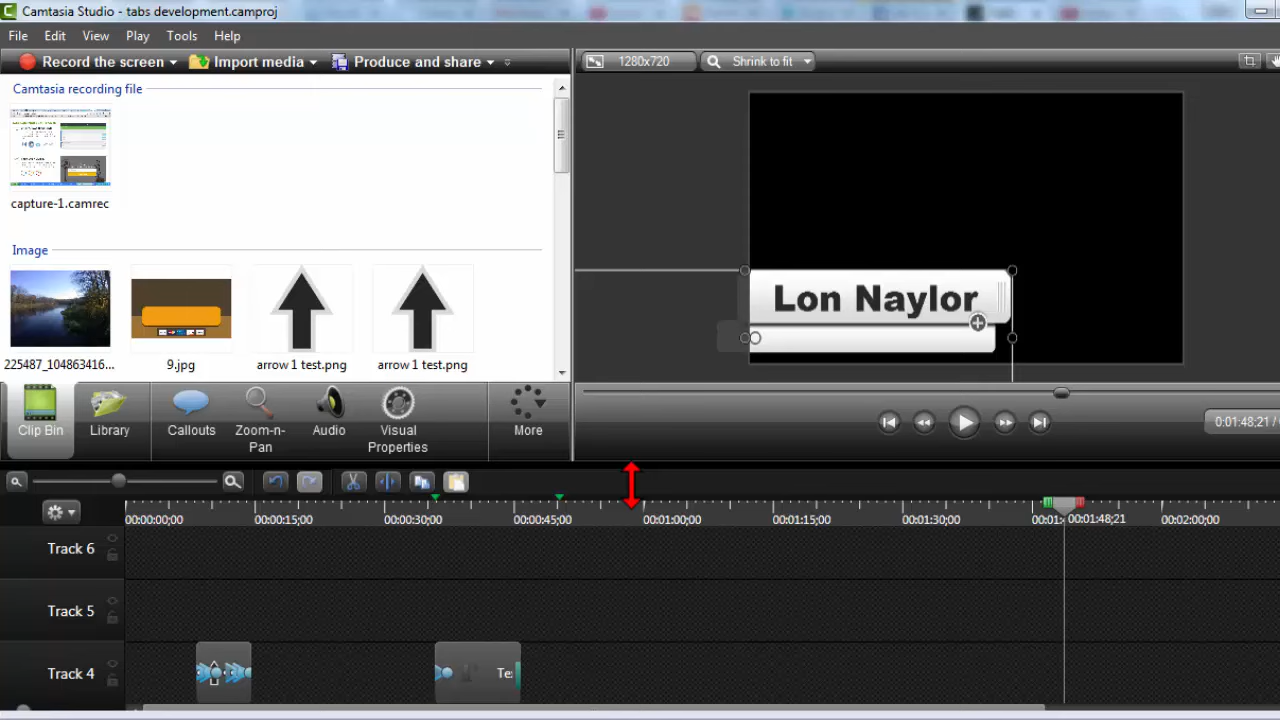 Camtasia Studio - tabs development.camproj
File Edit View Play Tools Help
Record the screen Import media Produce and share
1280x720 Shrink to fit
Camtasia recording file
capture-1.camrec
Image
225487_104863416... 9.jpg arrow 1 test.png arrow 1 test.png
Lon Naylor
Clip Bin Library Callouts Zoom-n-Pan Audio Visual Properties More
0:01:48;21 /
00:00:00;00 00:00:15;00 00:00:30;00 00:00:45;00 00:01:00;00 00:01:15;00 00:01:30;00 00:01: 00:01:48;21 00:02:00;00
Track 6
Track 5
Track 4
Te